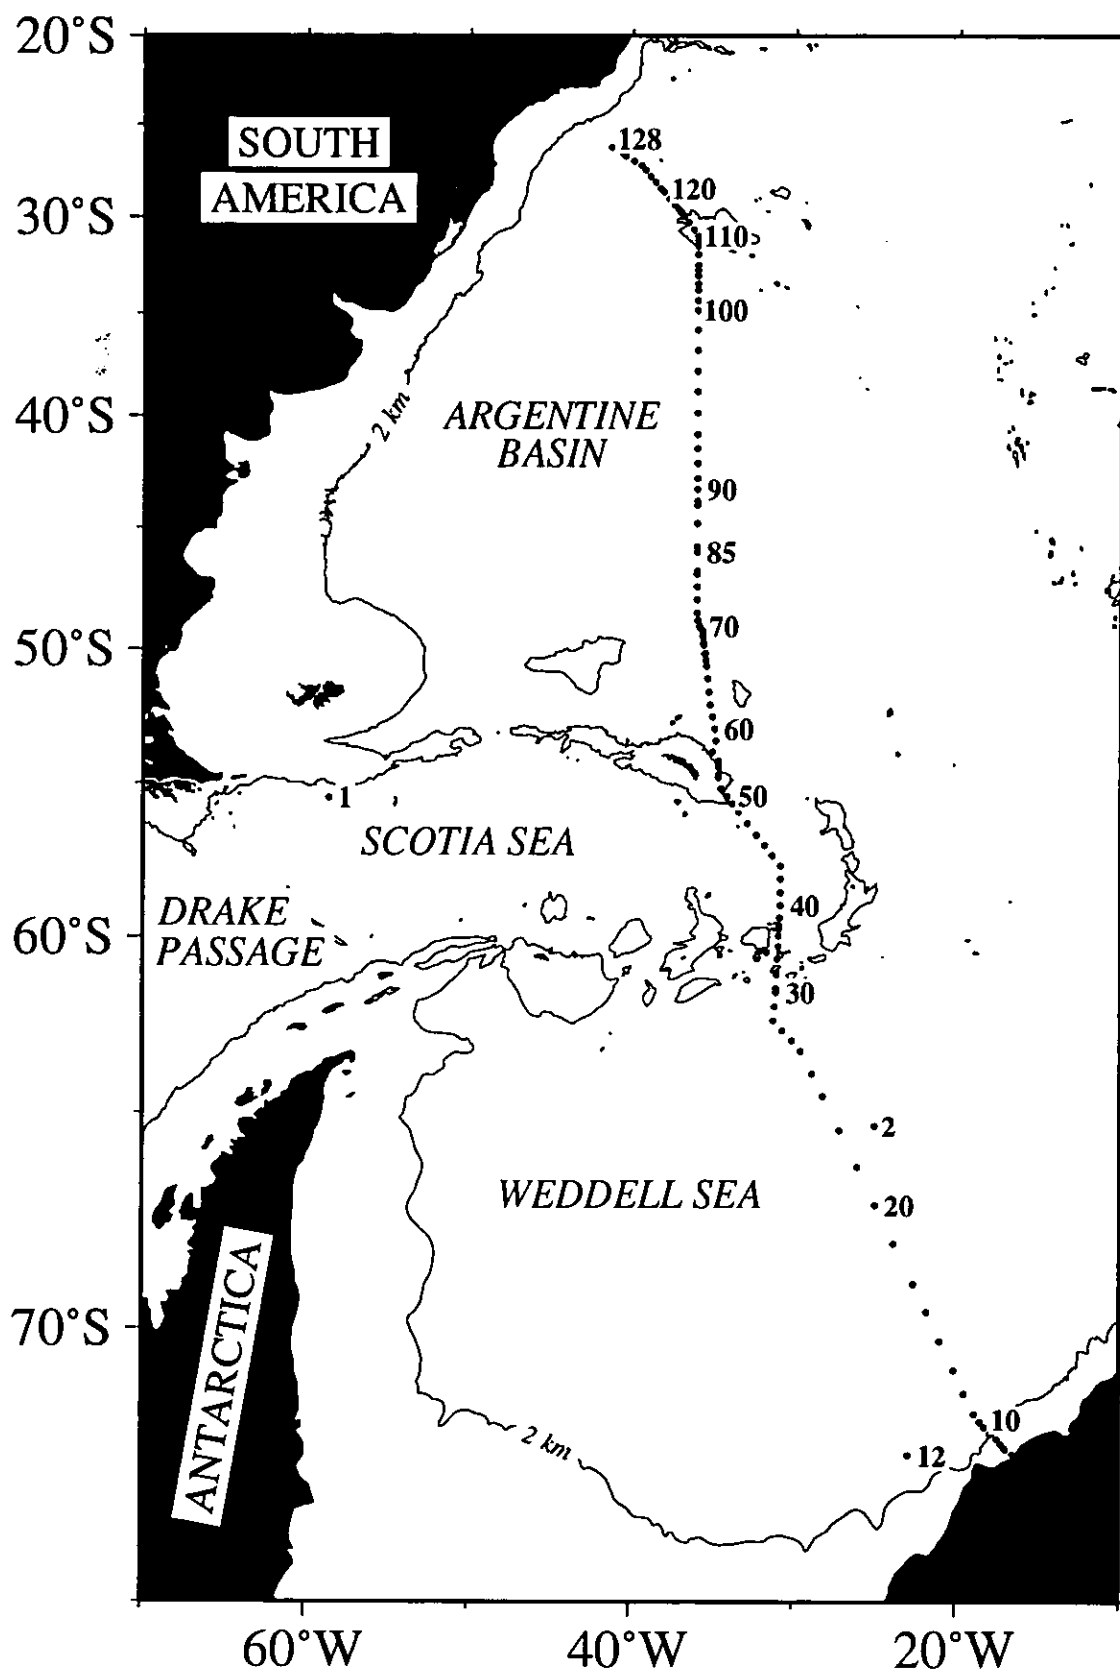 20°S
128
SOUTH
AMERICA
120
30°S
110
100
2 km
40°S
ARGENTINE
BASIN
90
85
70
50°S
60
50
1
SCOTIA SEA
40
DRAKE
PASSAGE
60°S
30
2
WEDDELL SEA
20
ANTARCTICA
70°S
10
2 km
12
60°W
40°W
20°W